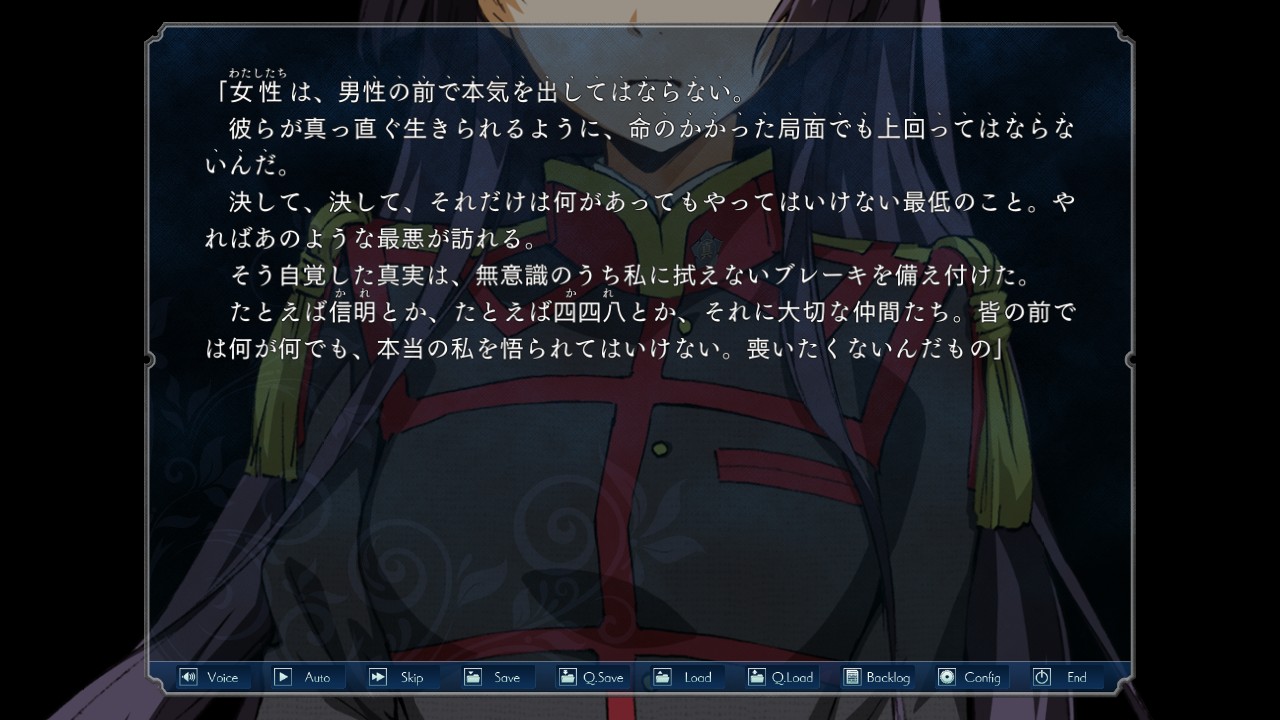 「女性は、男性の前で本気を出してはならない。
わたしたち
彼らが真っ直ぐ生きられるように、命のかかった局面でも上回ってはならな
いんだ。
決して、決して、それだけは何があってもやってはいけない最低のこと。や
ればあのような最悪が訪れる。
そう自覚した真実は、無意識のうち私に拭えないブレーキを備え付けた。
かれ
かれ
たとえば信明とか、たとえば四四八とか、それに大切な仲間たち。皆の前で
は何が何でも、本当の私を悟られてはいけない。喪いたくないんだもの」
Voice
Auto
Skip
Save
Q.Save
Load
Q.Load
Backlog
Config
End